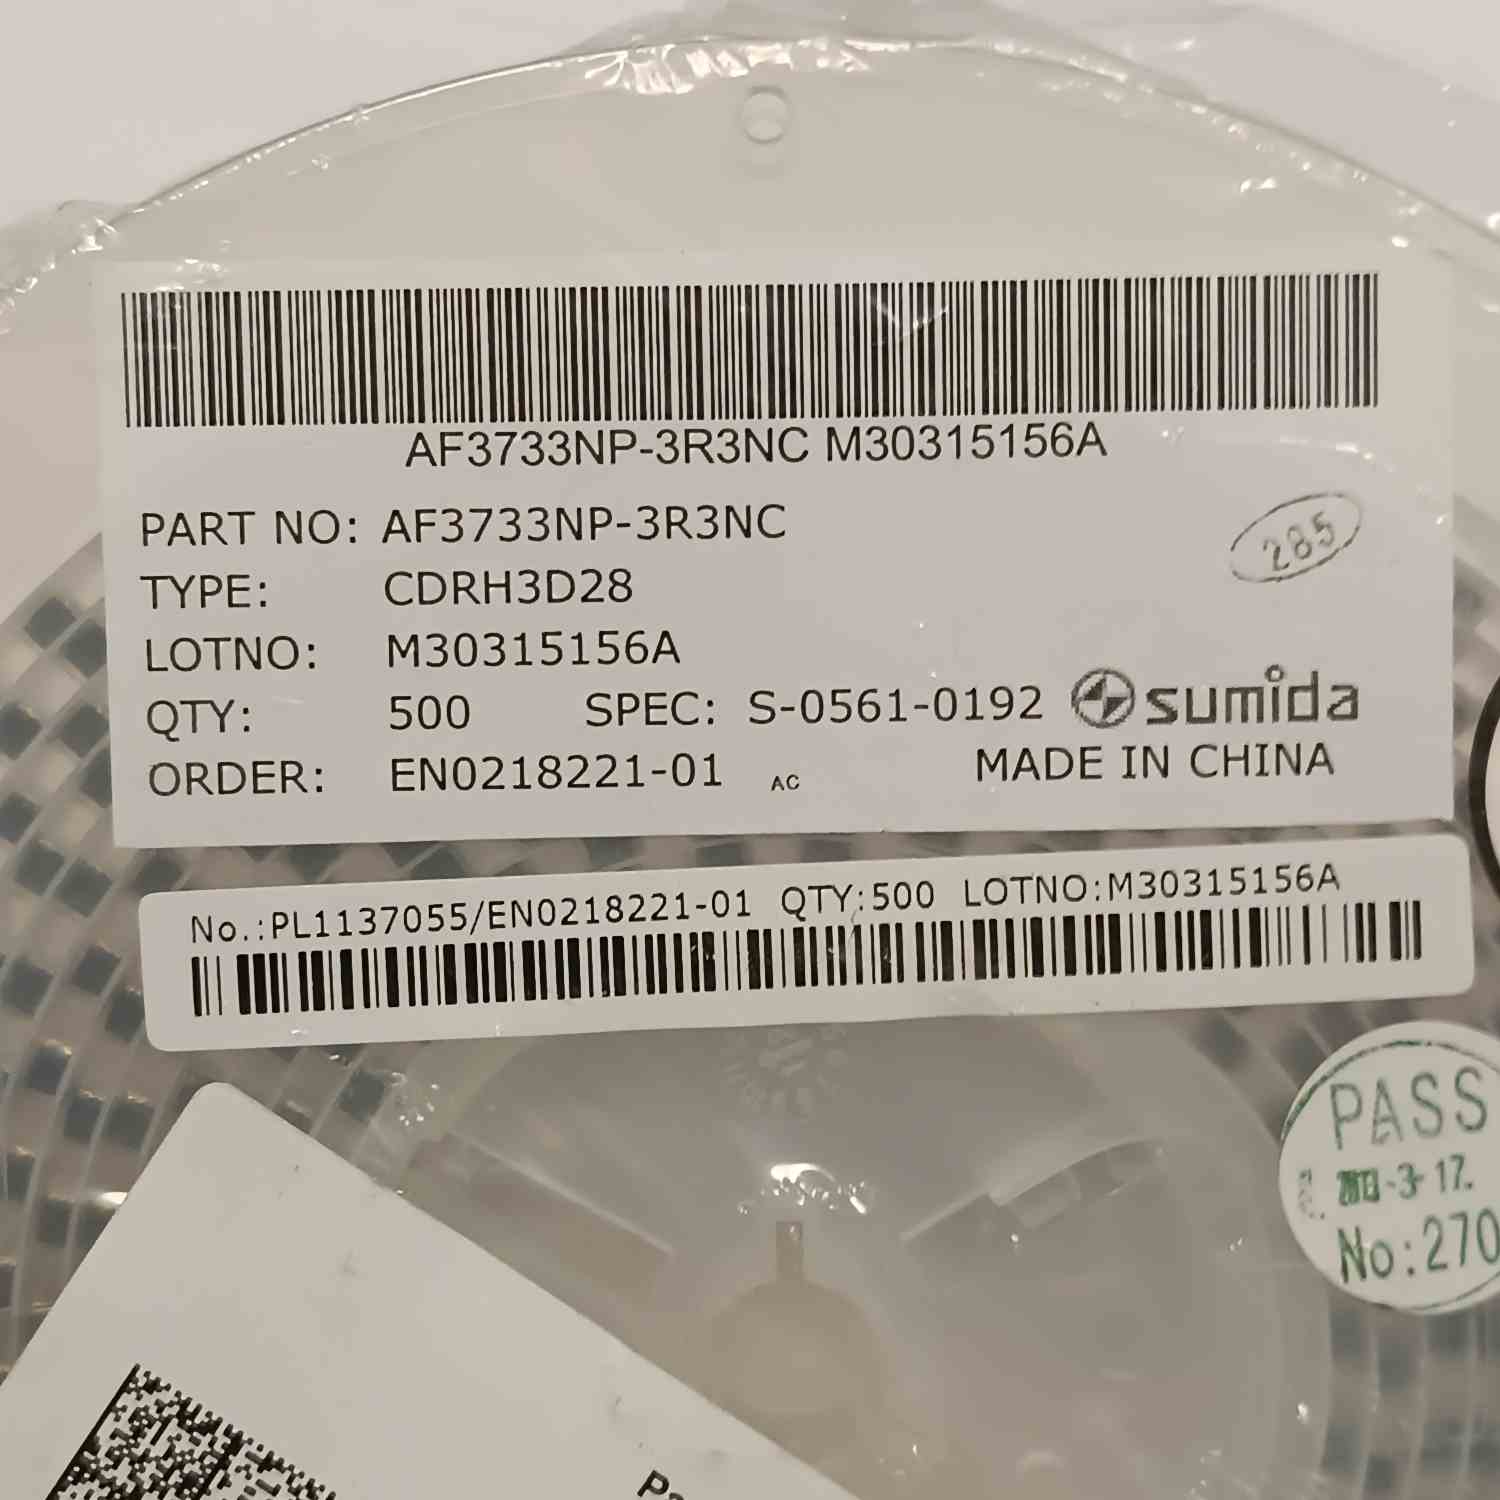 AF3733NP-3R3NC M30315156A
PART NO: AF3733NP-3R3NC
285
TYPE: CDRH3D28
LOTNO: M30315156A
QTY: 500 SPEC: S-0561-0192 sumida
ORDER: EN0218221-01 AC MADE IN CHINA
No.:PL1137055/EN0218221-01 QTY:500 LOTNO:M30315156A
PASS
-3-17.
No:270